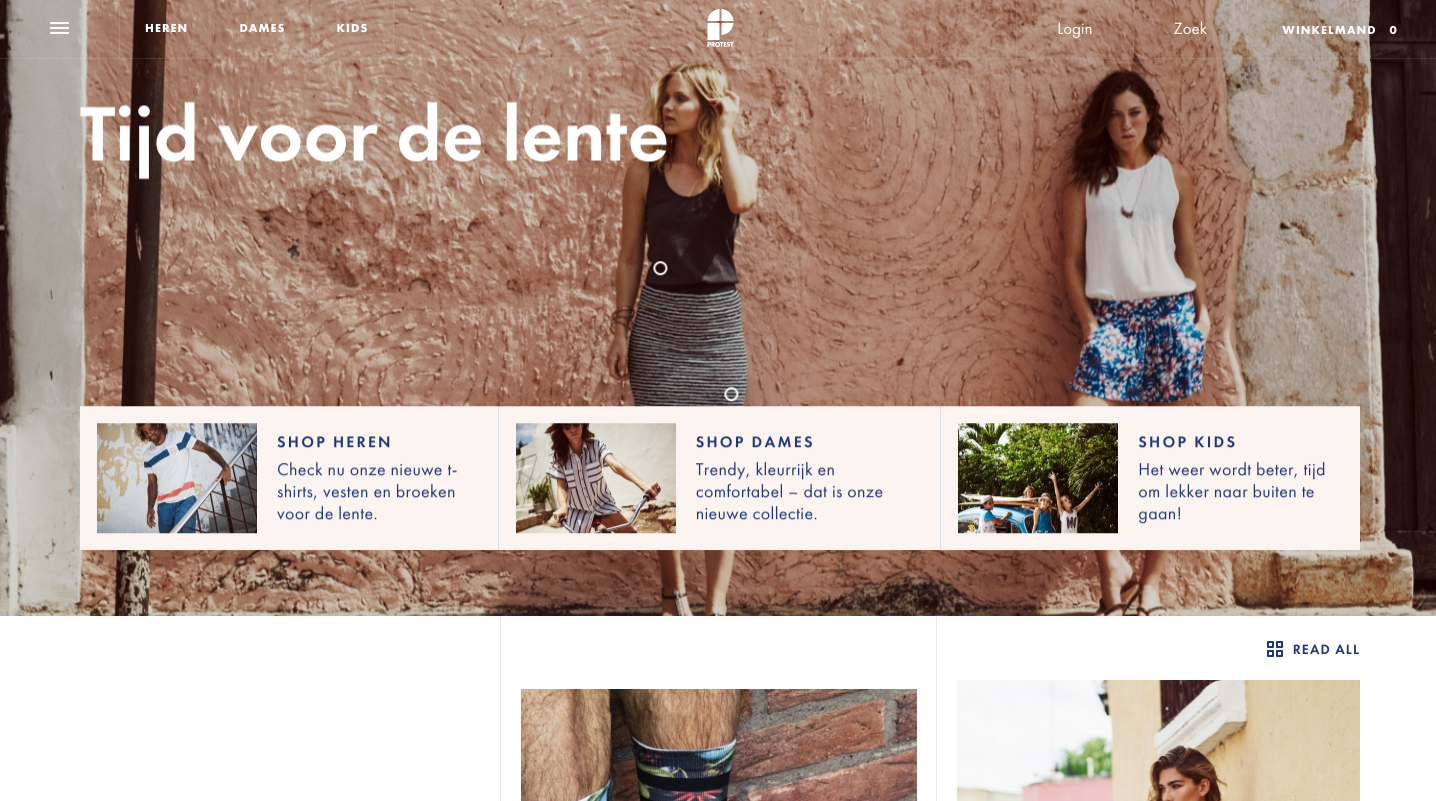 HEREN
DAMES
KIDS
PROTEST
Login
Zoek
WINKELMAND 0
Tijd voor de lente
SHOP HEREN
Check nu onze nieuwe t-
shirts, vesten en broeken
voor de lente.
SHOP DAMES
Trendy, kleurrijk en
comfortabel – dat is onze
nieuwe collectie.
SHOP KIDS
Het weer wordt beter, tijd
om lekker naar buiten te
gaan!
READ ALL